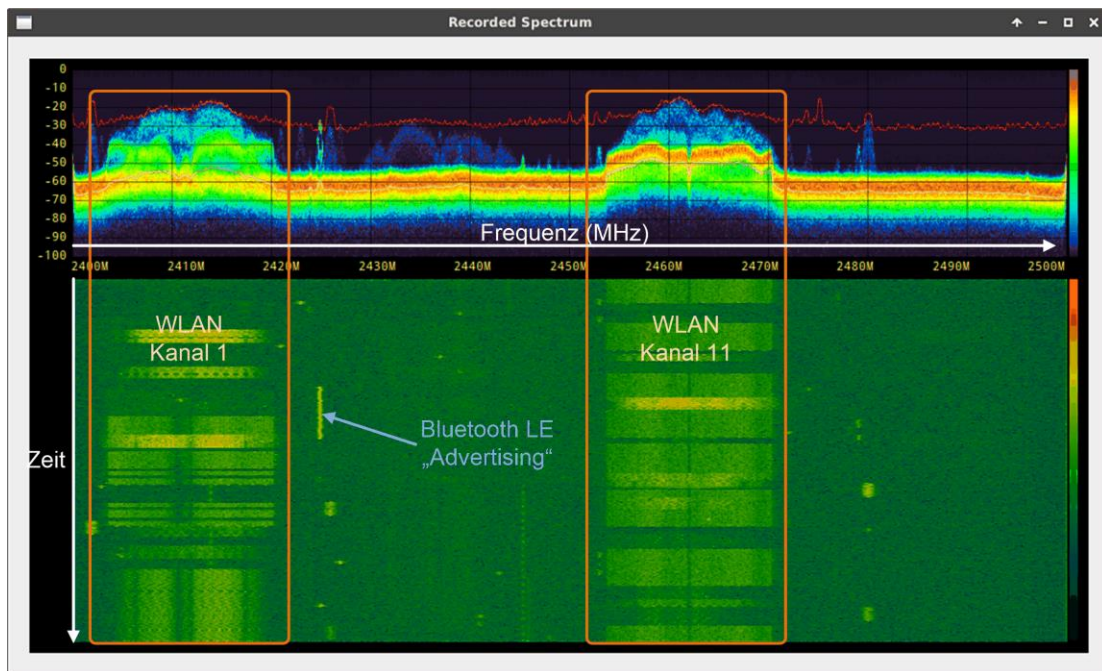 Recorded Spectrum
0
-10
-20
-30
-40
-50
-60
-70
-80
-90
-100
Frequenz (MHz)
2400M 2410M 2420M 2430M 2440M 2450M 2460M 2470M 2480M 2490M 2500M
WLAN
Kanal 1
WLAN
Kanal 11
Bluetooth LE
„Advertising“
Zeit